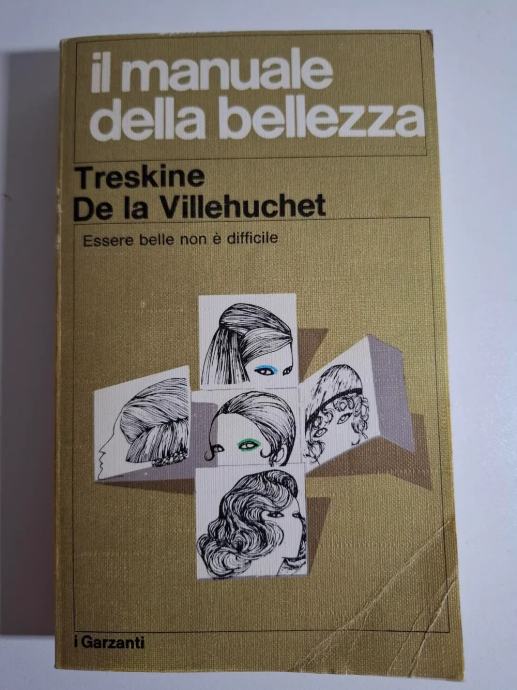 il manuale
della bellezza
Treskine
De la Villehuchet
Essere belle non è difficile
i Garzanti